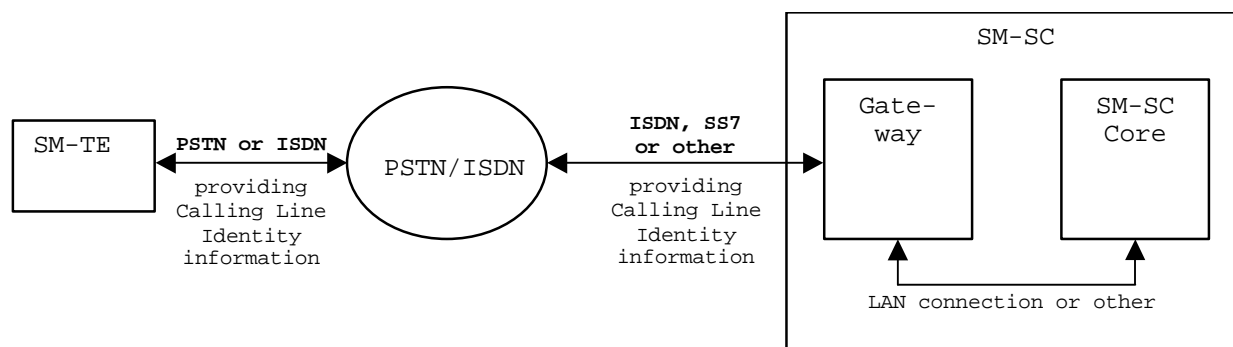 SM-SC
SM-TE
PSTN or ISDN
providing
Calling Line
Identity
information
PSTN/ISDN
ISDN, SS7
or other
providing
Calling Line
Identity
information
Gate-
way
SM-SC
Core
LAN connection or other